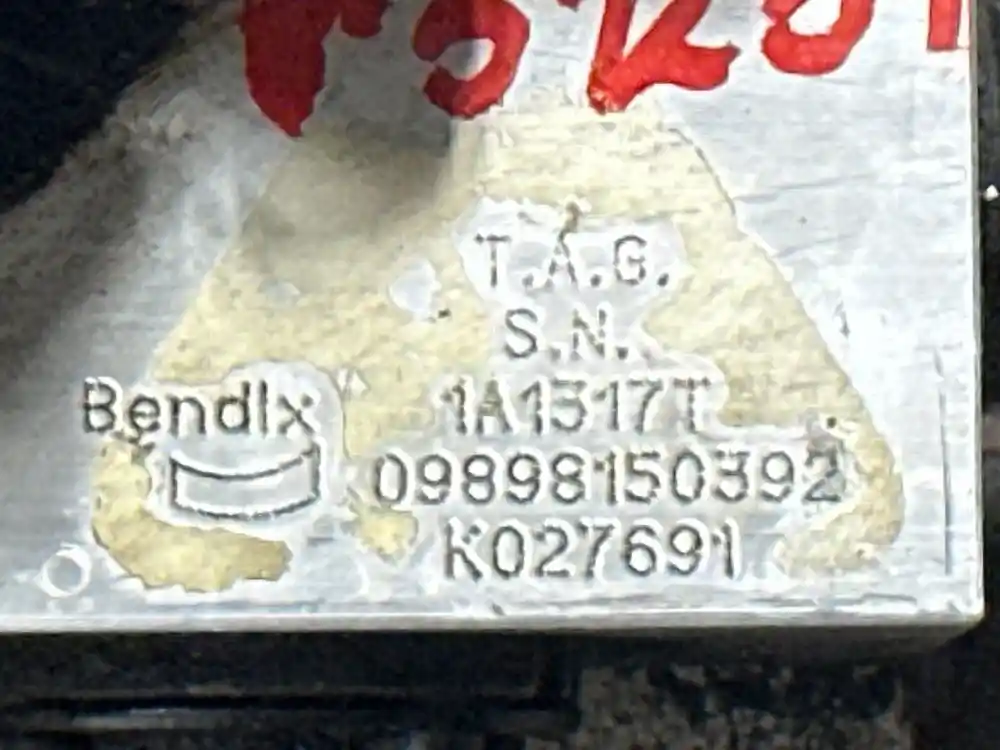 T.A.G.
S.N.
Bendix
1A1317T
09898150392
K027691